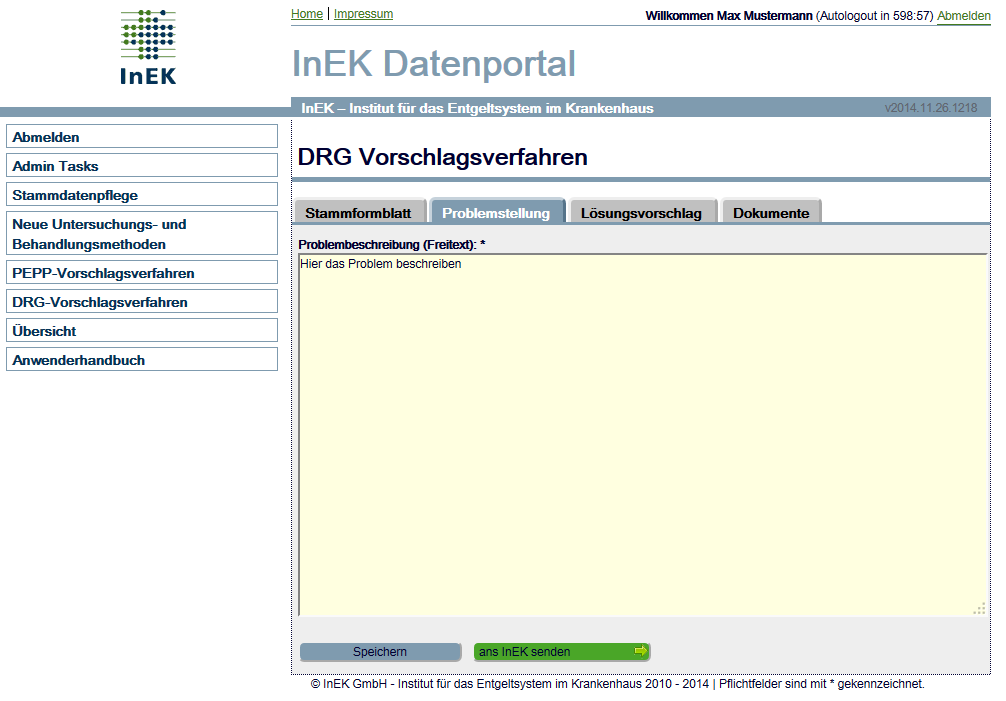 InEK
Home | Impressum
Willkommen Max Mustermann (Autologout in 598:57) Abmelden
InEK Datenportal
InEK – Institut für das Entgeltsystem im Krankenhaus
v2014.11.26.1218
Abmelden
Admin Tasks
Stammdatenpflege
Neue Untersuchungs- und
Behandlungsmethoden
PEPP-Vorschlagsverfahren
DRG-Vorschlagsverfahren
Übersicht
Anwenderhandbuch
DRG Vorschlagsverfahren
Stammformblatt
Problemstellung
Lösungsvorschlag
Dokumente
Problembeschreibung (Freitext): *
Hier das Problem beschreiben
Speichern
ans InEK senden
© InEK GmbH - Institut für das Entgeltsystem im Krankenhaus 2010 - 2014 | Pflichtfelder sind mit * gekennzeichnet.